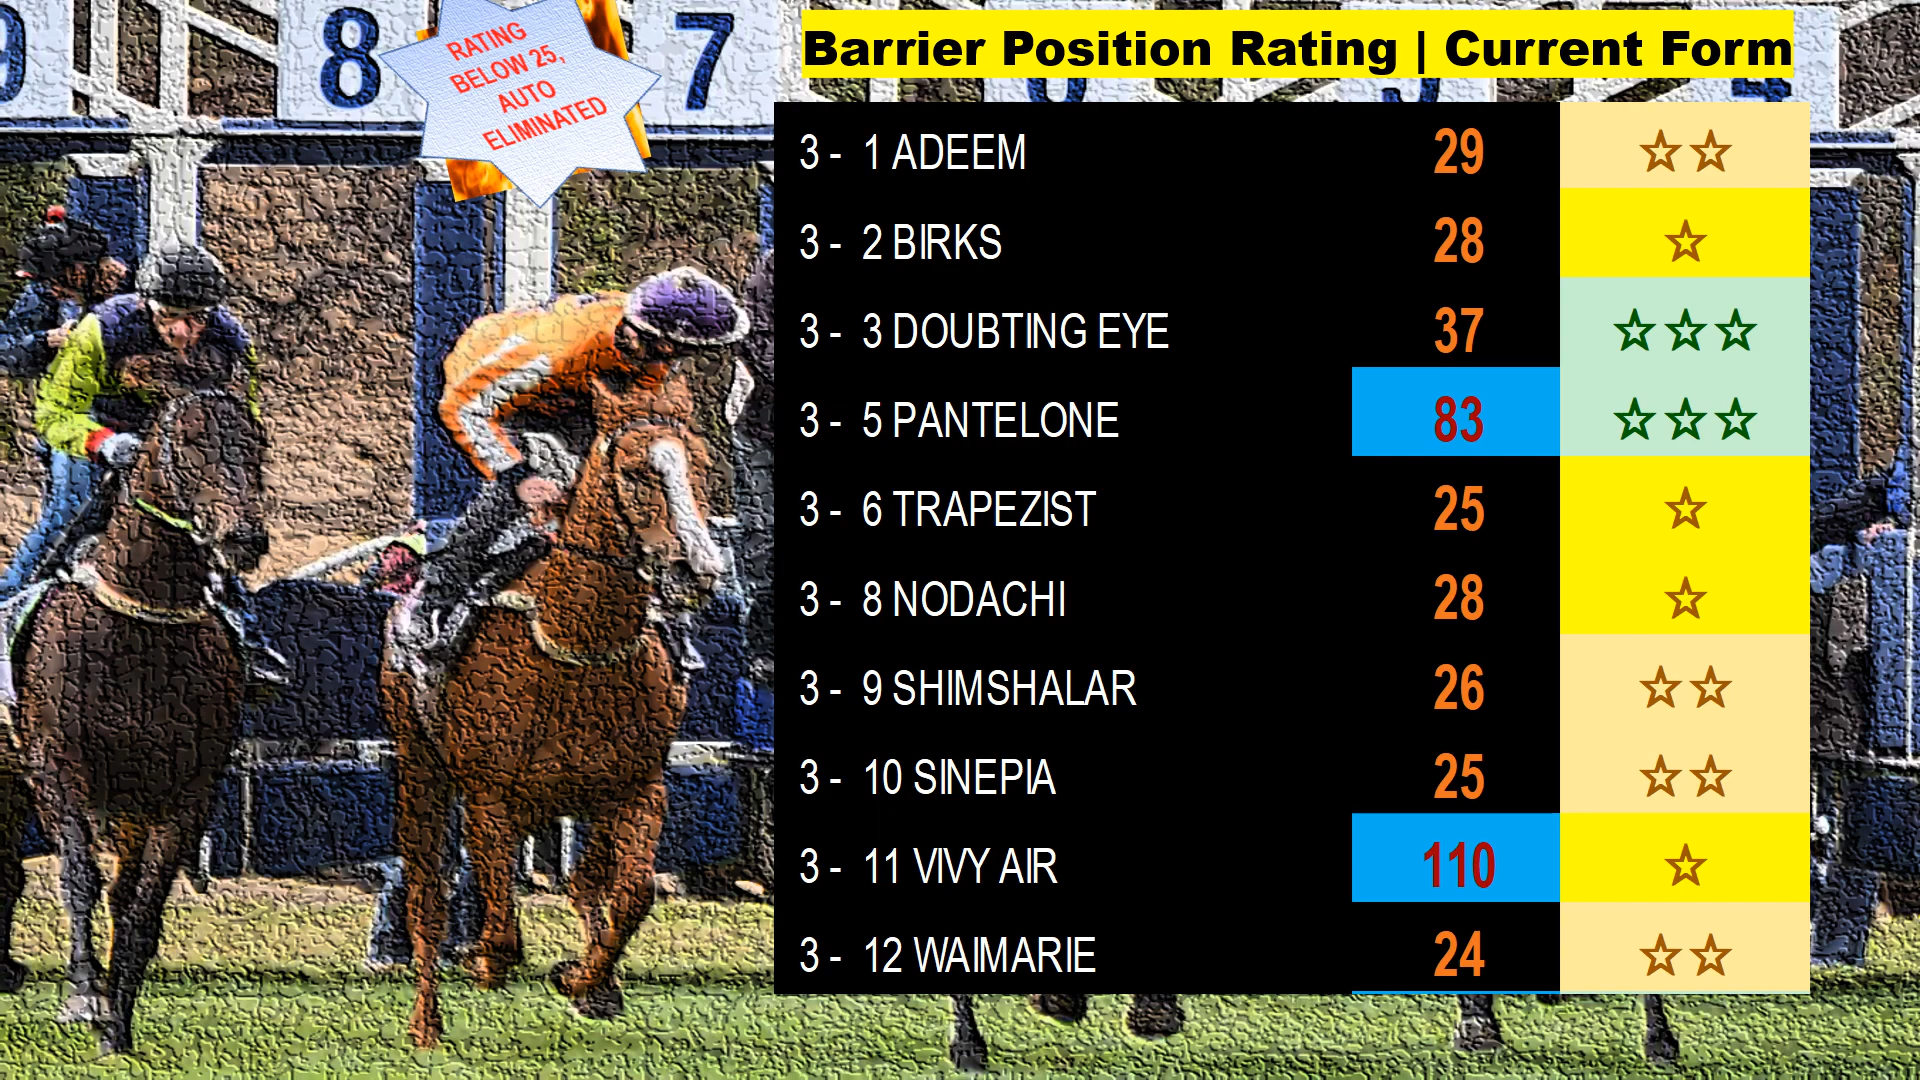 9 8 7
RATING
BELOW 25,
AUTO
ELIMINATED
Barrier Position Rating | Current Form
3 - 1 ADEEM 29 ☆☆
3 - 2 BIRKS 28 ☆
3 - 3 DOUBTING EYE 37 ☆☆☆
3 - 5 PANTELONE 83 ☆☆☆
3 - 6 TRAPEZIST 25 ☆
3 - 8 NODACHI 28 ☆
3 - 9 SHIMSHALAR 26 ☆☆
3 - 10 SINEPIA 25 ☆☆
3 - 11 VIVY AIR 110 ☆
3 - 12 WAIMARIE 24 ☆☆